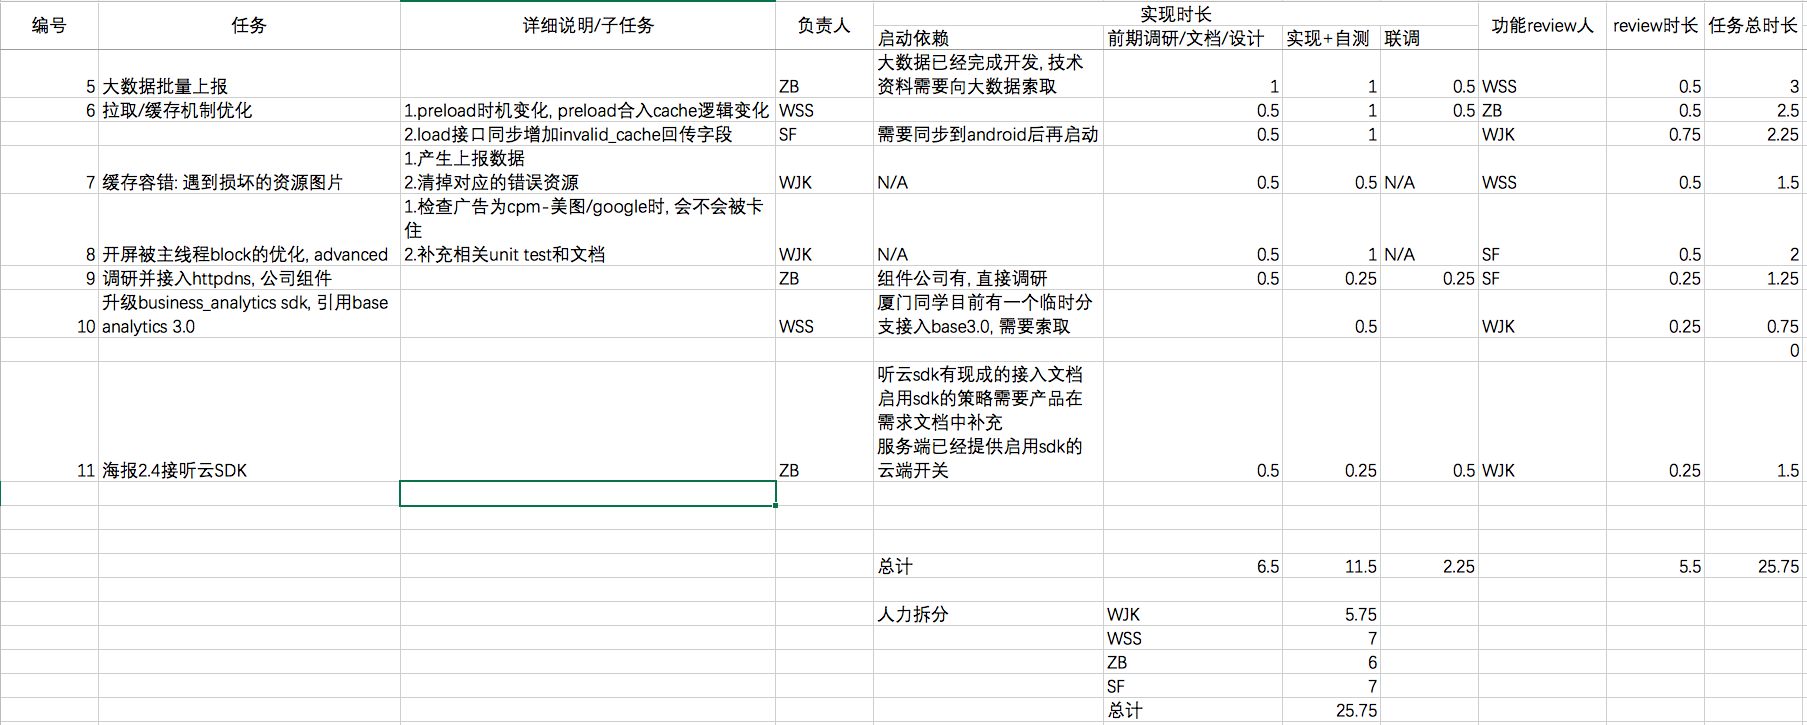 编号 任务 详细说明/子任务 负责人 实现时长 功能review人 review时长 任务总时长
启动依赖 前期调研/文档/设计 实现+自测 联调
大数据已经完成开发, 技术
5 大数据批量上报 ZB 资料需要向大数据索取 1 1 0.5 WSS 0.5 3
6 拉取/缓存机制优化 1.preload时机变化, preload合入cache逻辑变化 WSS 0.5 1 0.5 ZB 0.5 2.5
2.load接口同步增加invalid_cache回传字段 SF 需要同步到android后再启动 0.5 1 WJK 0.75 2.25
1.产生上报数据
7 缓存容错: 遇到损坏的资源图片 2.清掉对应的错误资源 WJK N/A 0.5 0.5 N/A WSS 0.5 1.5
1.检查广告为cpm-美图/google时, 会不会被卡
住
8 开屏被主线程block的优化, advanced 2.补充相关unit test和文档 WJK N/A 0.5 1 N/A SF 0.5 2
9 调研并接入httpdns, 公司组件 ZB 组件公司有, 直接调研 0.5 0.25 0.25 SF 0.25 1.25
升级business_analytics sdk, 引用base 厦门同学目前有一个临时分
10 analytics 3.0 WSS 支接入base3.0, 需要索取 0.5 WJK 0.25 0.75
0
听云sdk有现成的接入文档
启用sdk的策略需要产品在
需求文档中补充
服务端已经提供启用sdk的
11 海报2.4接听云SDK ZB 云端开关 0.5 0.25 0.5 WJK 0.25 1.5
总计 6.5 11.5 2.25 5.5 25.75
人力拆分 WJK 5.75
WSS 7
ZB 6
SF 7
总计 25.75